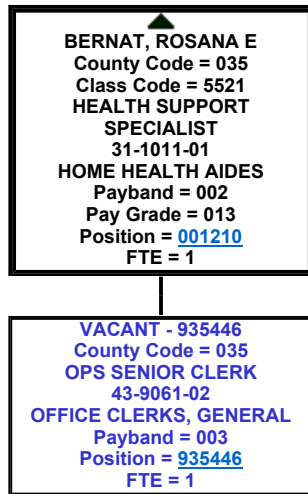 BERNAT, ROSANA E
County Code = 035
Class Code = 5521
HEALTH SUPPORT
SPECIALIST
31-1011-01
HOME HEALTH AIDES
Payband = 002
Pay Grade = 013
Position = 001210
FTE = 1
VACANT - 935446
County Code = 035
OPS SENIOR CLERK
43-9061-02
OFFICE CLERKS, GENERAL
Payband = 003
Position = 935446
FTE = 1